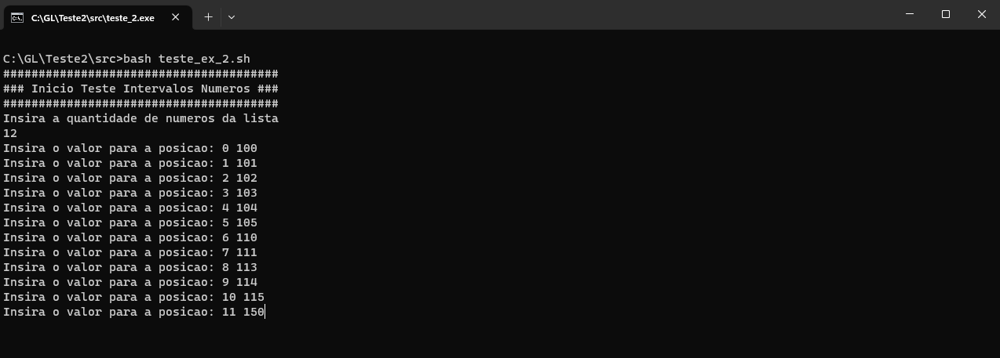 C:\GL\Teste2\src\teste_2.exe
C:\GL\Teste2\src>bash teste_ex_2.sh
#######################################
### Inicio Teste Intervalos Numeros ###
#######################################
Insira a quantidade de numeros da lista
12
Insira o valor para a posicao: 0 100
Insira o valor para a posicao: 1 101
Insira o valor para a posicao: 2 102
Insira o valor para a posicao: 3 103
Insira o valor para a posicao: 4 104
Insira o valor para a posicao: 5 105
Insira o valor para a posicao: 6 110
Insira o valor para a posicao: 7 111
Insira o valor para a posicao: 8 113
Insira o valor para a posicao: 9 114
Insira o valor para a posicao: 10 115
Insira o valor para a posicao: 11 150